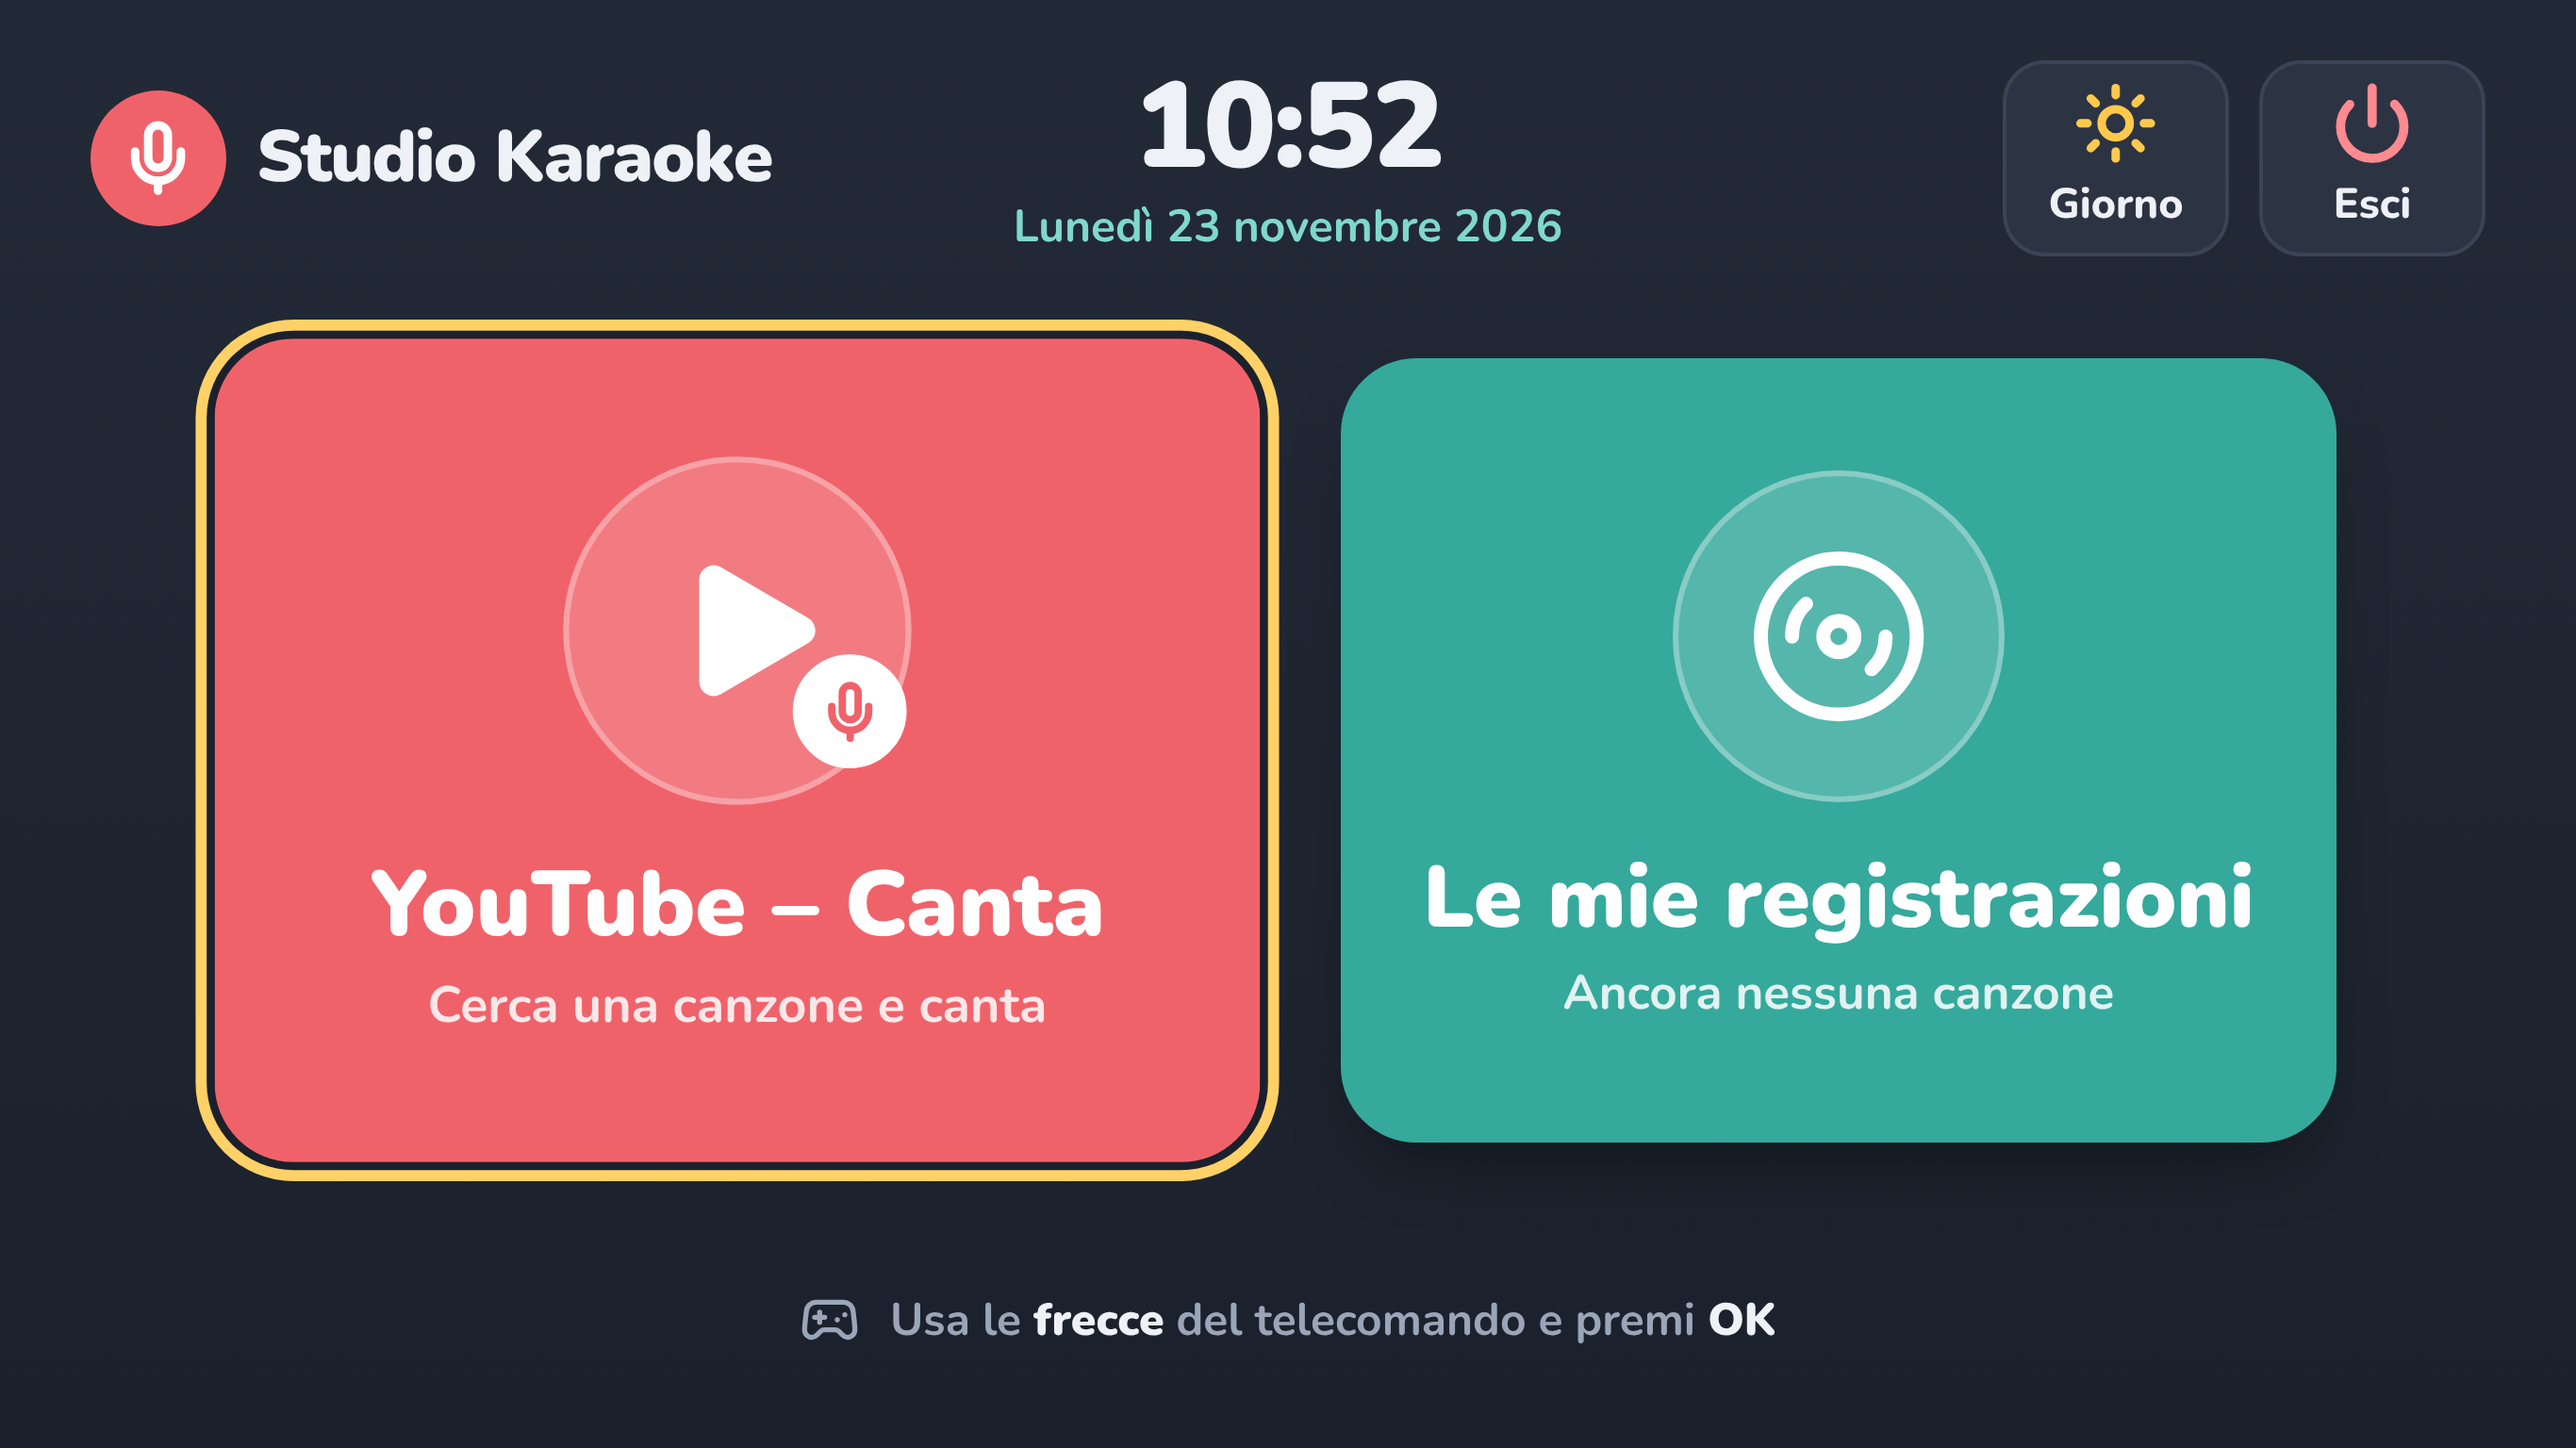 Studio Karaoke
10:52
Lunedì 23 novembre 2026
Giorno
Esci
YouTube – Canta
Cerca una canzone e canta
Le mie registrazioni
Ancora nessuna canzone
Usa le frecce del telecomando e premi OK